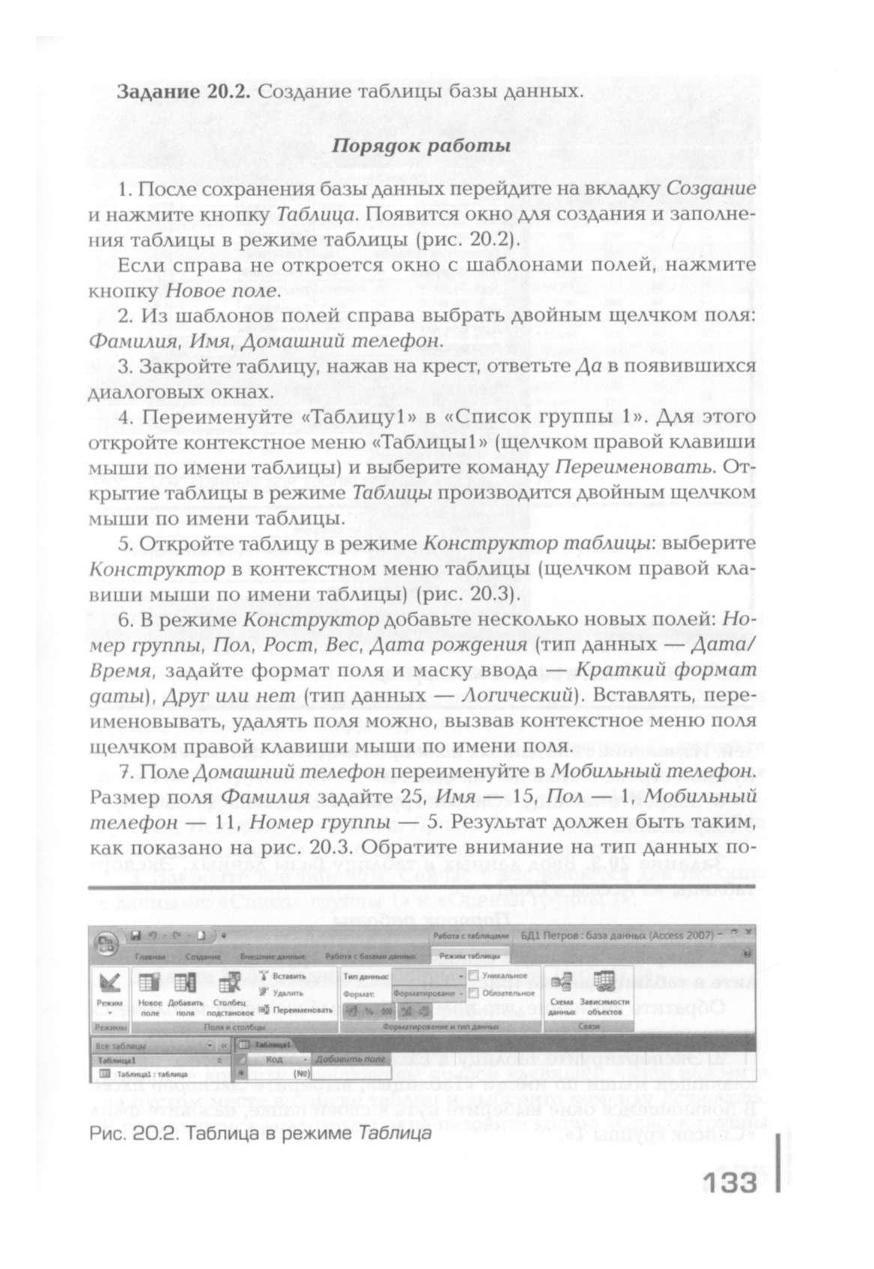 Задание 20.2. Создание таблицы базы данных.
Порядок работы
1. После сохранения базы данных перейдите на вкладку Создание
и нажмите кнопку Таблица. Появится окно для создания и заполне-
ния таблицы в режиме таблицы (рис. 20.2).
Если справа не откроется окно с шаблонами полей, нажмите
кнопку Новое поле.
2. Из шаблонов полей справа выбрать двойным щелчком поля:
Фамилия, Имя, Домашний телефон.
3. Закройте таблицу, нажав на крест, ответьте Да в появившихся
диалоговых окнах.
4. Переименуйте «Таблицу1» в «Список группы 1». Для этого
откройте контекстное меню «Таблицы1» (щелчком правой клавиши
мыши по имени таблицы) и выберите команду Переименовать. От-
крытие таблицы в режиме Таблицы производится двойным щелчком
мыши по имени таблицы.
5. Откройте таблицу в режиме Конструктор таблицы: выберите
Конструктор в контекстном меню таблицы (щелчком правой кла-
виши мыши по имени таблицы) (рис. 20.3).
6. В режиме Конструктор добавьте несколько новых полей: Но-
мер группы, Пол, Рост, Вес, Дата рождения (тип данных — Дата/
Время, задайте формат поля и маску ввода — Краткий формат
даты), Друг или нет (тип данных — Логический). Вставлять, пере-
именовывать, удалять поля можно, вызвав контекстное меню поля
щелчком правой клавиши мыши по имени поля.
7. Поле Домашний телефон переименуйте в Мобильный телефон.
Размер поля Фамилия задайте 25, Имя — 15, Пол — 1, Мобильный
телефон — 11, Номер группы — 5. Результат должен быть таким,
как показано на рис. 20.3. Обратите внимание на тип данных по-
Работа с таблицами БД1 Петров : база данных (Access 2007)
Главная Создание Внешние данные Работа с базами данных Режим таблицы
Вставить Тип данных: Уникальное
Удалить Формат: Форматировани Обязательное
Режим Новое Добавить Столбец Переименовать % 000 Схема Зависимости
поле поля подстановок данных объектов
Режимы Поля и столбцы Форматирование и тип данных Связи
Все таблицы Таблица1
Таблица1 Код Добавить поле
Таблица1 : таблица (№)
Рис. 20.2. Таблица в режиме Таблица
133